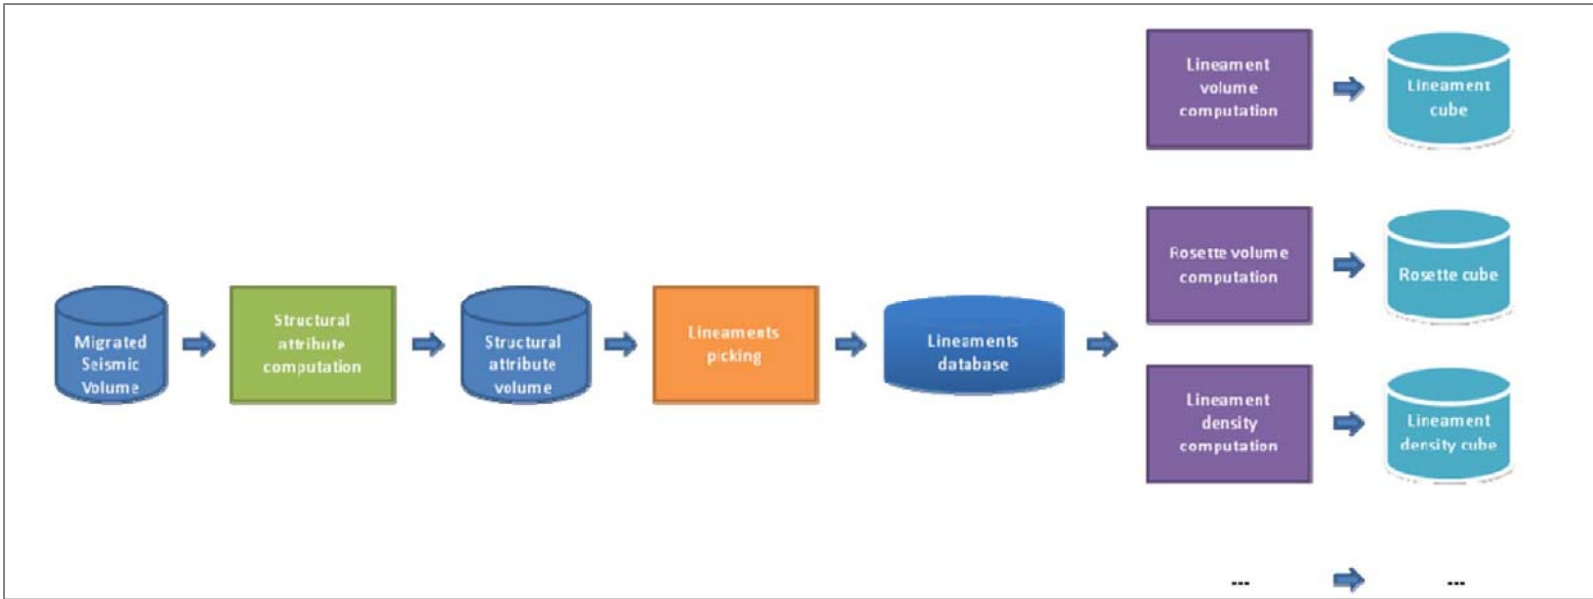 Migrated
Seismic
Volume
Structural
attribute
computation
Structural
attribute
volume
Lineaments
picking
Lineaments
database
Lineament
volume
computation
Lineament
cube
Rosette volume
computation
Rosette cube
Lineament
density
computation
Lineament
density cube
---
---